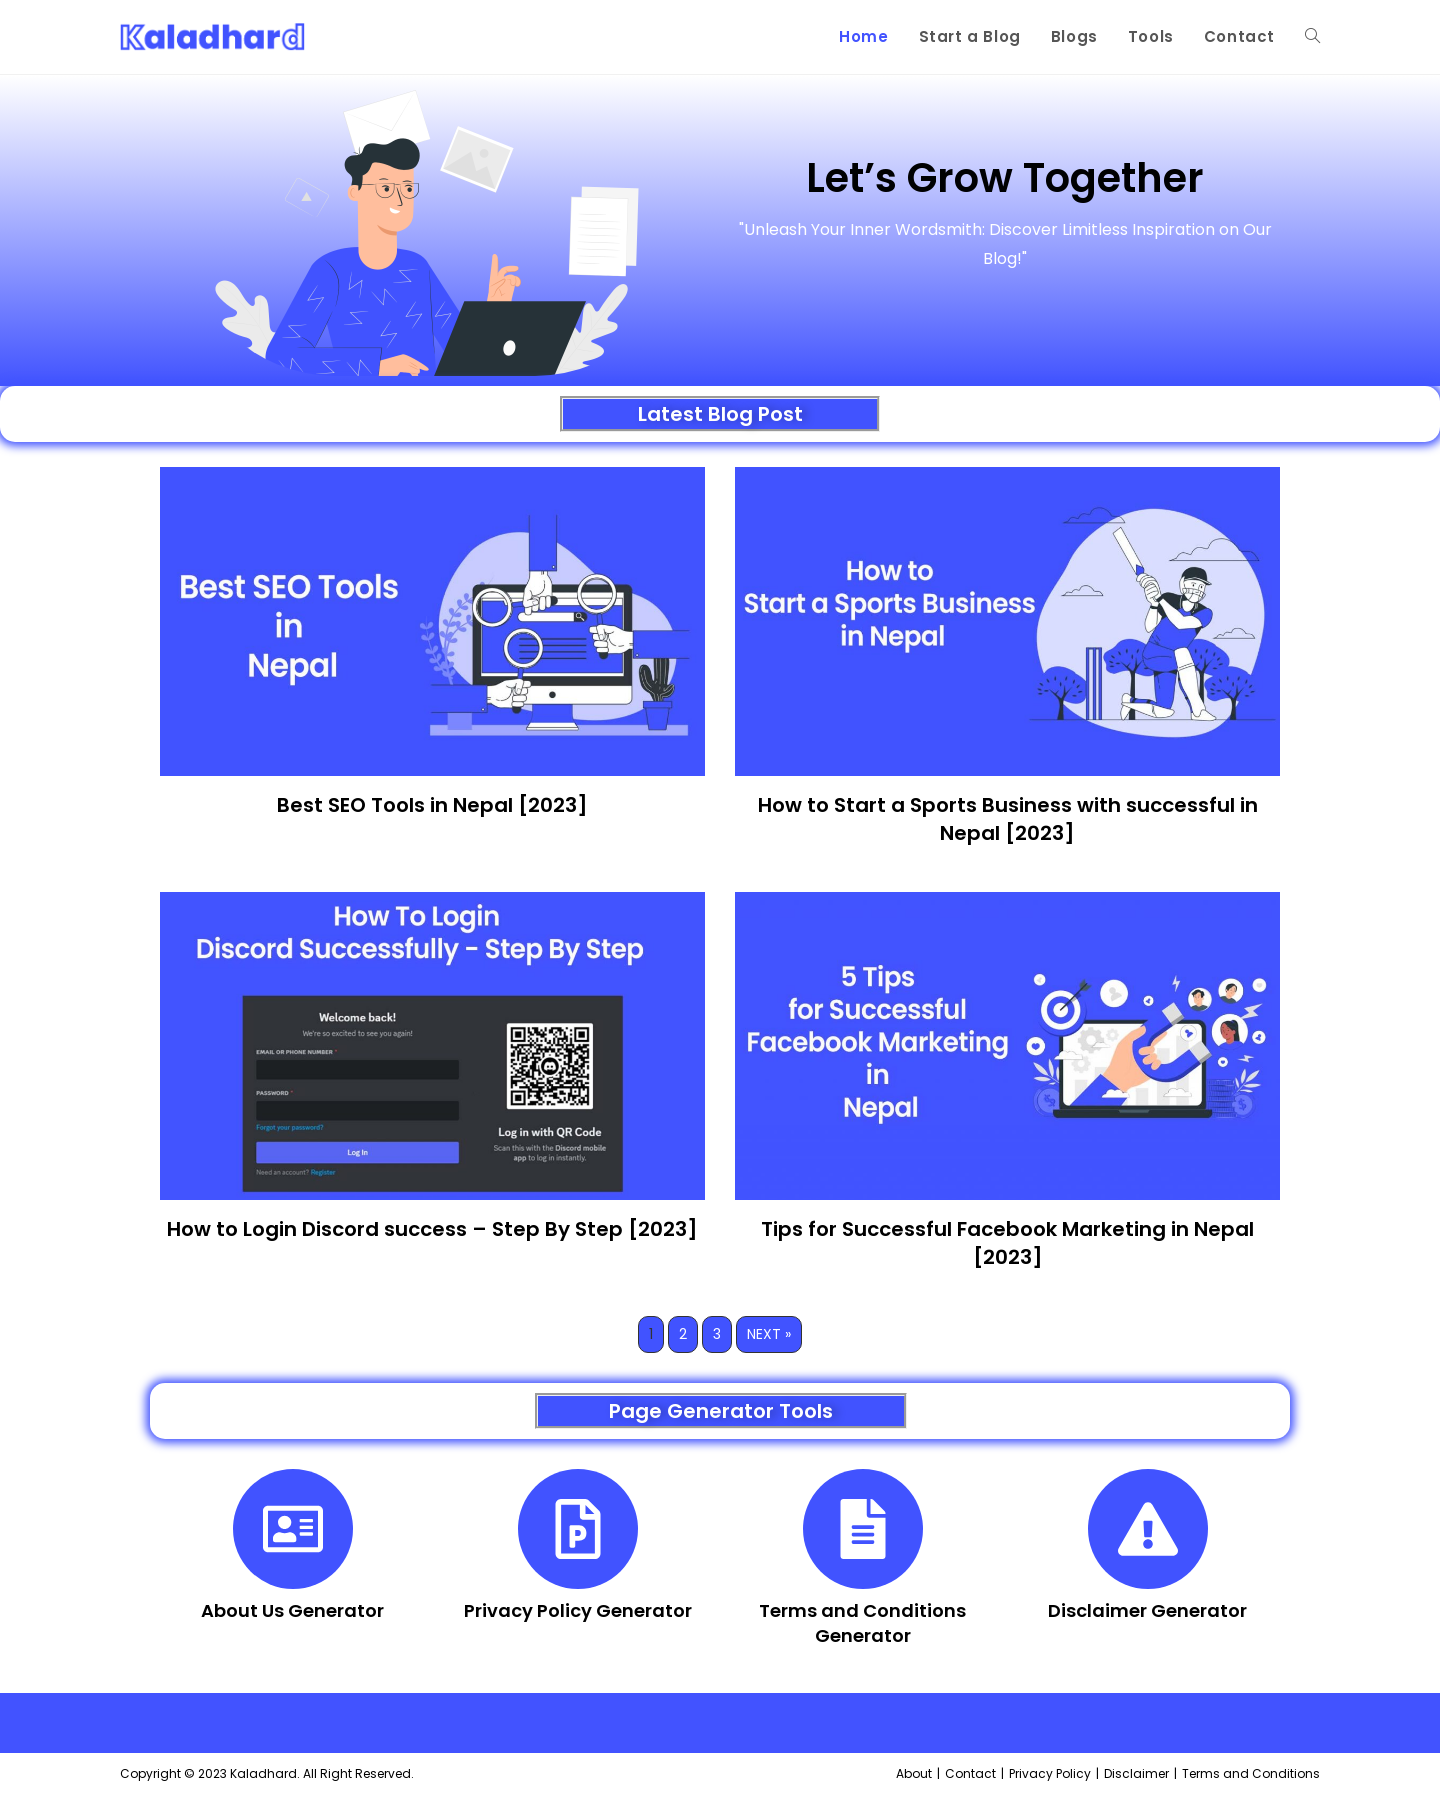 Kaladhard
Home
Start a Blog
Blogs
Tools
Contact
Let’s Grow Together
"Unleash Your Inner Wordsmith: Discover Limitless Inspiration on Our
Blog!"
Latest Blog Post
Best SEO Tools
in
Nepal
How to
Start a Sports Business
in Nepal
Best SEO Tools in Nepal [2023]
How to Start a Sports Business with successful in
Nepal [2023]
How To Login
Discord Successfully - Step By Step
Welcome back!
We're so excited to see you again!
EMAIL OR PHONE NUMBER *
PASSWORD *
Forgot your password?
Log In
Need an account? Register
Log in with QR Code
Scan this with the Discord mobile
app to log in instantly.
5 Tips
for Successful
Facebook Marketing
in
Nepal
How to Login Discord success – Step By Step [2023]
Tips for Successful Facebook Marketing in Nepal
[2023]
1
2
3
NEXT »
Page Generator Tools
About Us Generator
Privacy Policy Generator
Terms and Conditions
Generator
Disclaimer Generator
Copyright © 2023 Kaladhard. All Right Reserved.
About | Contact | Privacy Policy | Disclaimer | Terms and Conditions